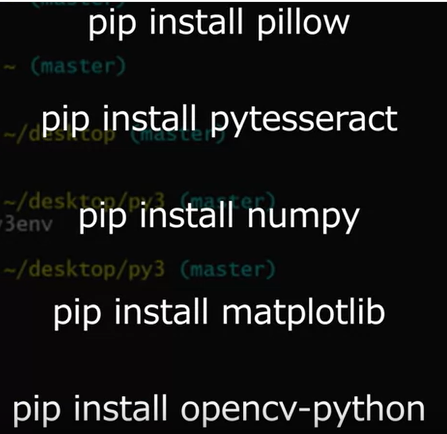 pip install pillow
~ (master)
pip install pytesseract
~/desktop (master)
~/desktop/py3 (master)
pip install numpy
3env
~/desktop/py3 (master)
pip install matplotlib
pip install opencv-python